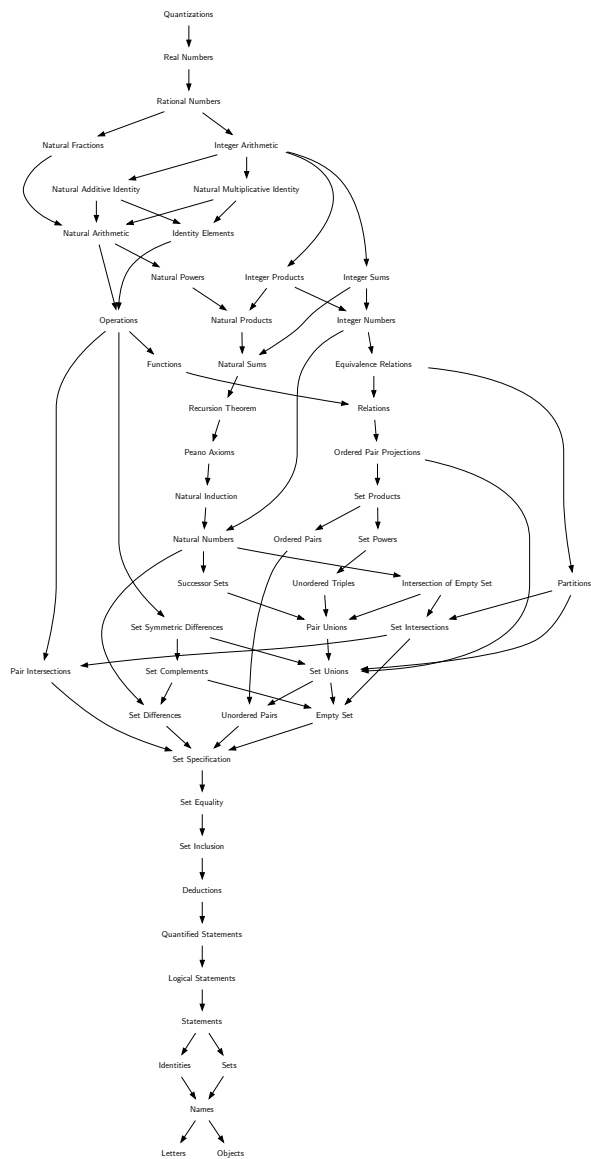 Quantizations
Real Numbers
Rational Numbers
Natural Fractions
Integer Arithmetic
Natural Additive Identity
Natural Multiplicative Identity
Natural Arithmetic
Identity Elements
Natural Powers
Integer Products
Integer Sums
Operations
Natural Products
Integer Numbers
Functions
Natural Sums
Equivalence Relations
Recursion Theorem
Relations
Peano Axioms
Ordered Pair Projections
Natural Induction
Set Products
Natural Numbers
Ordered Pairs
Set Powers
Successor Sets
Unordered Triples
Intersection of Empty Set
Partitions
Set Symmetric Differences
Pair Unions
Set Intersections
Pair Intersections
Set Complements
Set Unions
Set Differences
Unordered Pairs
Empty Set
Set Specification
Set Equality
Set Inclusion
Deductions
Quantified Statements
Logical Statements
Statements
Identities
Sets
Names
Letters
Objects